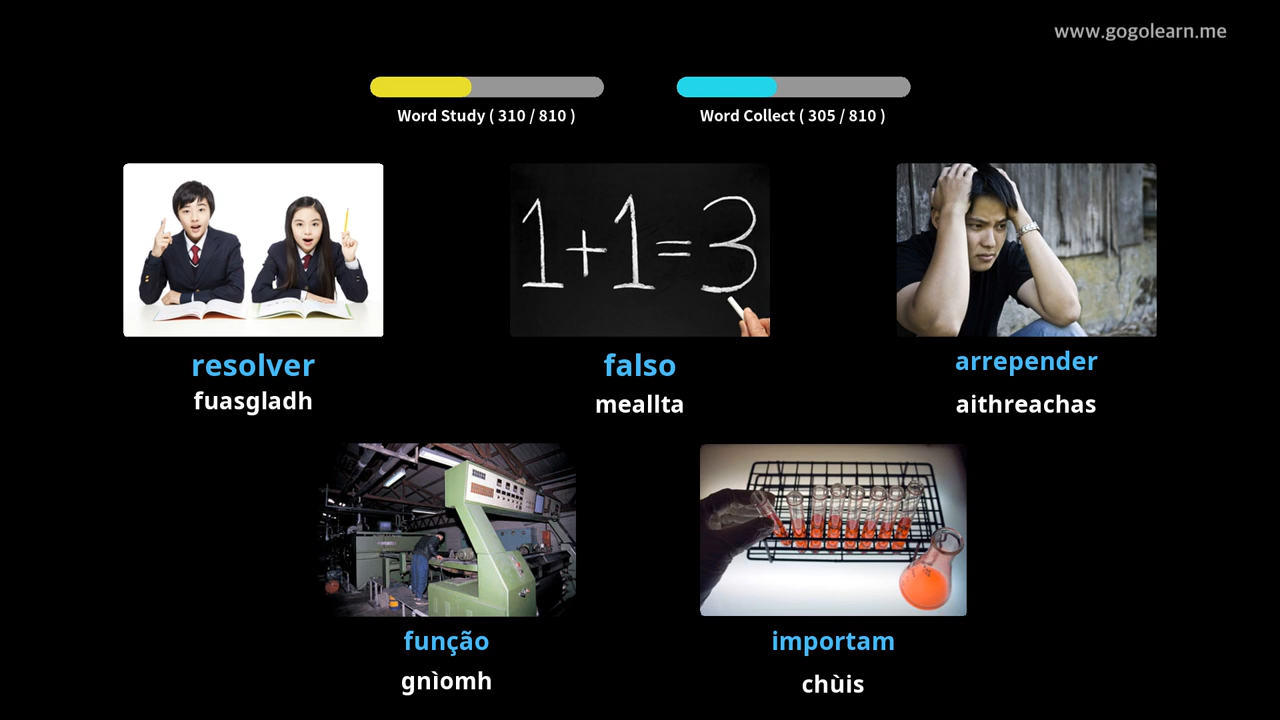 www.gogolearn.me
Word Study ( 310 / 810 )
Word Collect ( 305 / 810 )
1+1=3
resolver
fuasgladh
falso
meallta
arrepender
aithreachas
função
gnìomh
importam
chùis